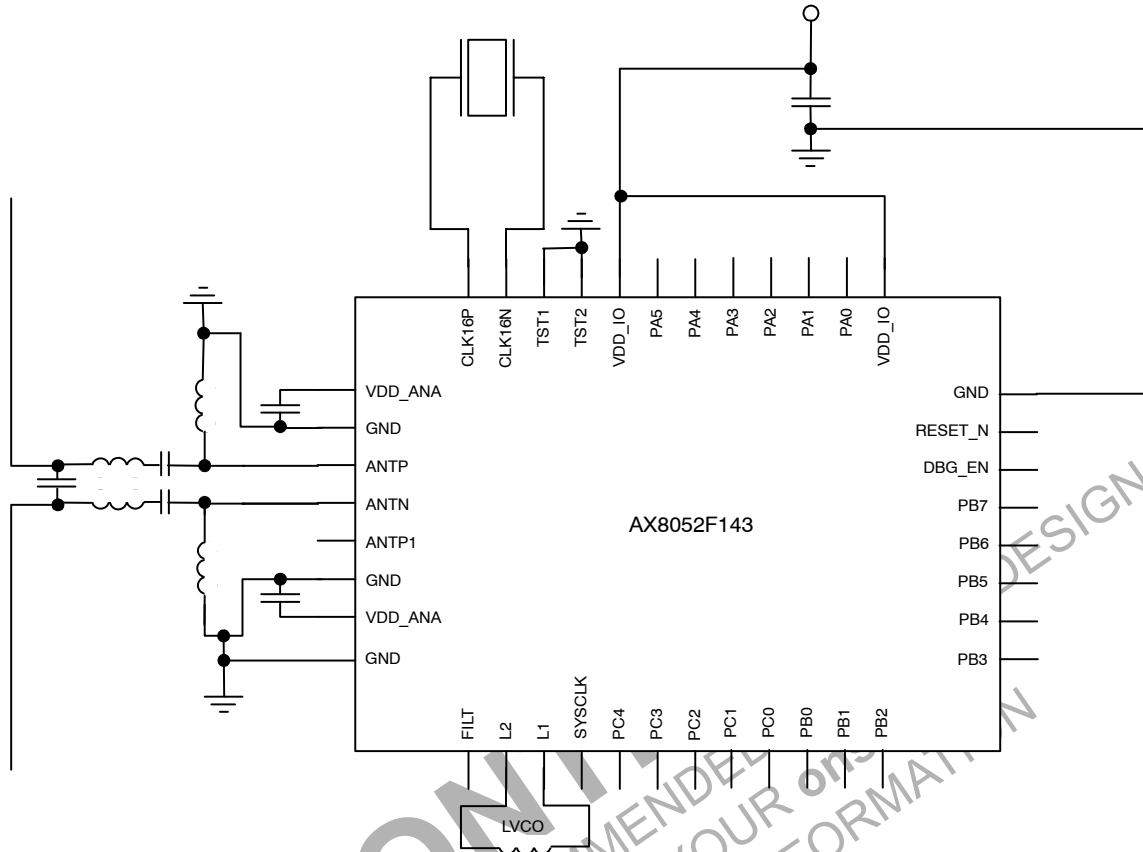 CLK16P
CLK16N
TST1
TST2
VDD_IO
PA5
PA4
PA3
PA2
PA1
PA0
VDD_IO
VDD_ANA
GND
ANTP
ANTN
ANTP1
GND
VDD_ANA
GND
AX8052F143
GND
RESET_N
DBG_EN
PB7
PB6
PB5
PB4
PB3
FILT
L2
L1
SYSCLK
PC4
PC3
PC2
PC1
PC0
PB0
PB1
PB2
LVCO
DESIGN
YOUR